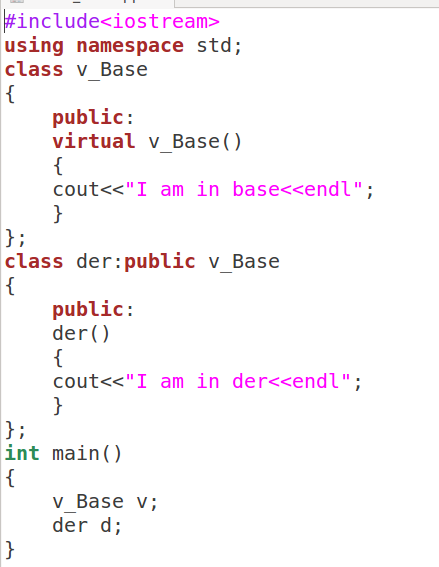 #include<iostream>
using namespace std;
class v_Base
{
    public:
    virtual v_Base()
    {
    cout<<"I am in base<<endl";
    }
};
class der:public v_Base
{
    public:
    der()
    {
    cout<<"I am in der<<endl";
    }
};
int main()
{
    v_Base v;
    der d;
}